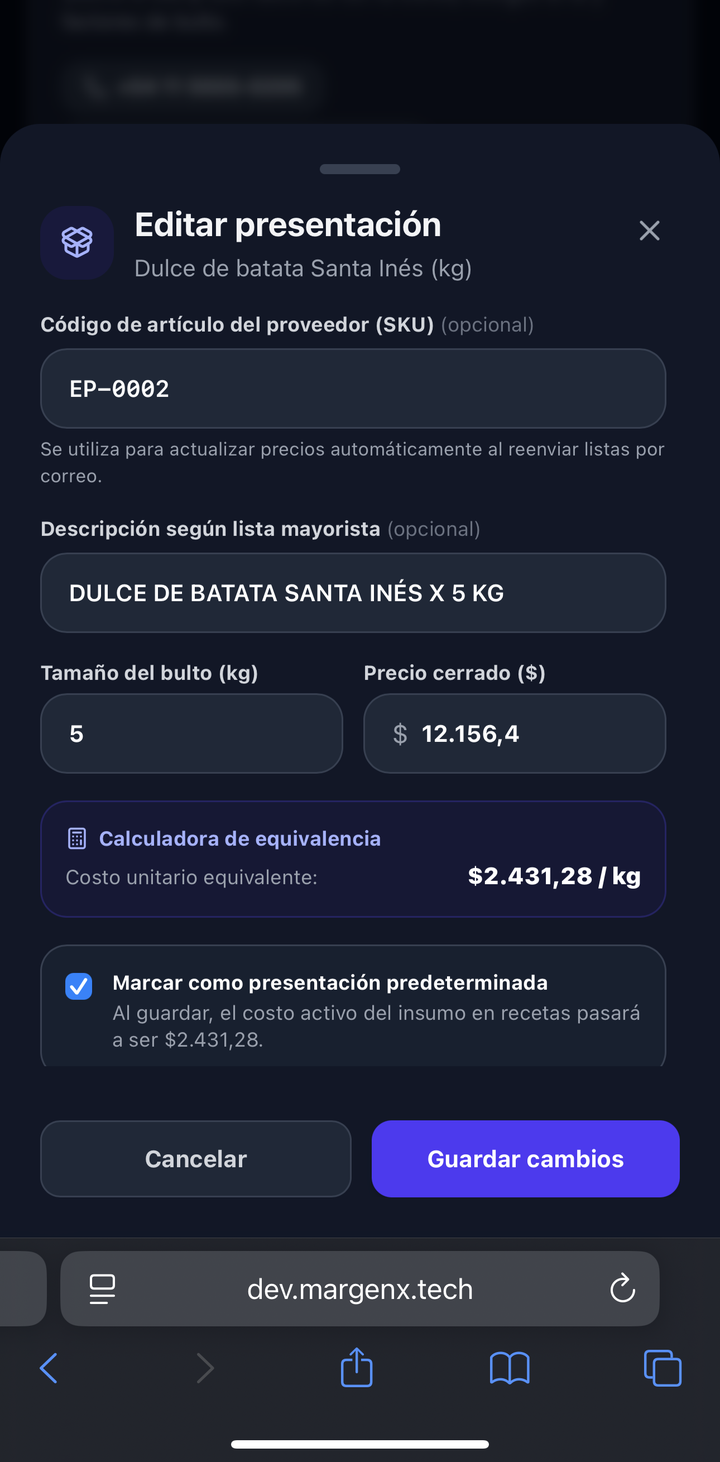 Editar presentación
Dulce de batata Santa Inés (kg)
Código de artículo del proveedor (SKU) (opcional)
EP-0002
Se utiliza para actualizar precios automáticamente al reenviar listas por
correo.
Descripción según lista mayorista (opcional)
DULCE DE BATATA SANTA INÉS X 5 KG
Tamaño del bulto (kg) Precio cerrado ($)
5 $ 12.156,4
Calculadora de equivalencia
Costo unitario equivalente: $2.431,28 / kg
Marcar como presentación predeterminada
Al guardar, el costo activo del insumo en recetas pasará
a ser $2.431,28.
Cancelar Guardar cambios
dev.margenx.tech